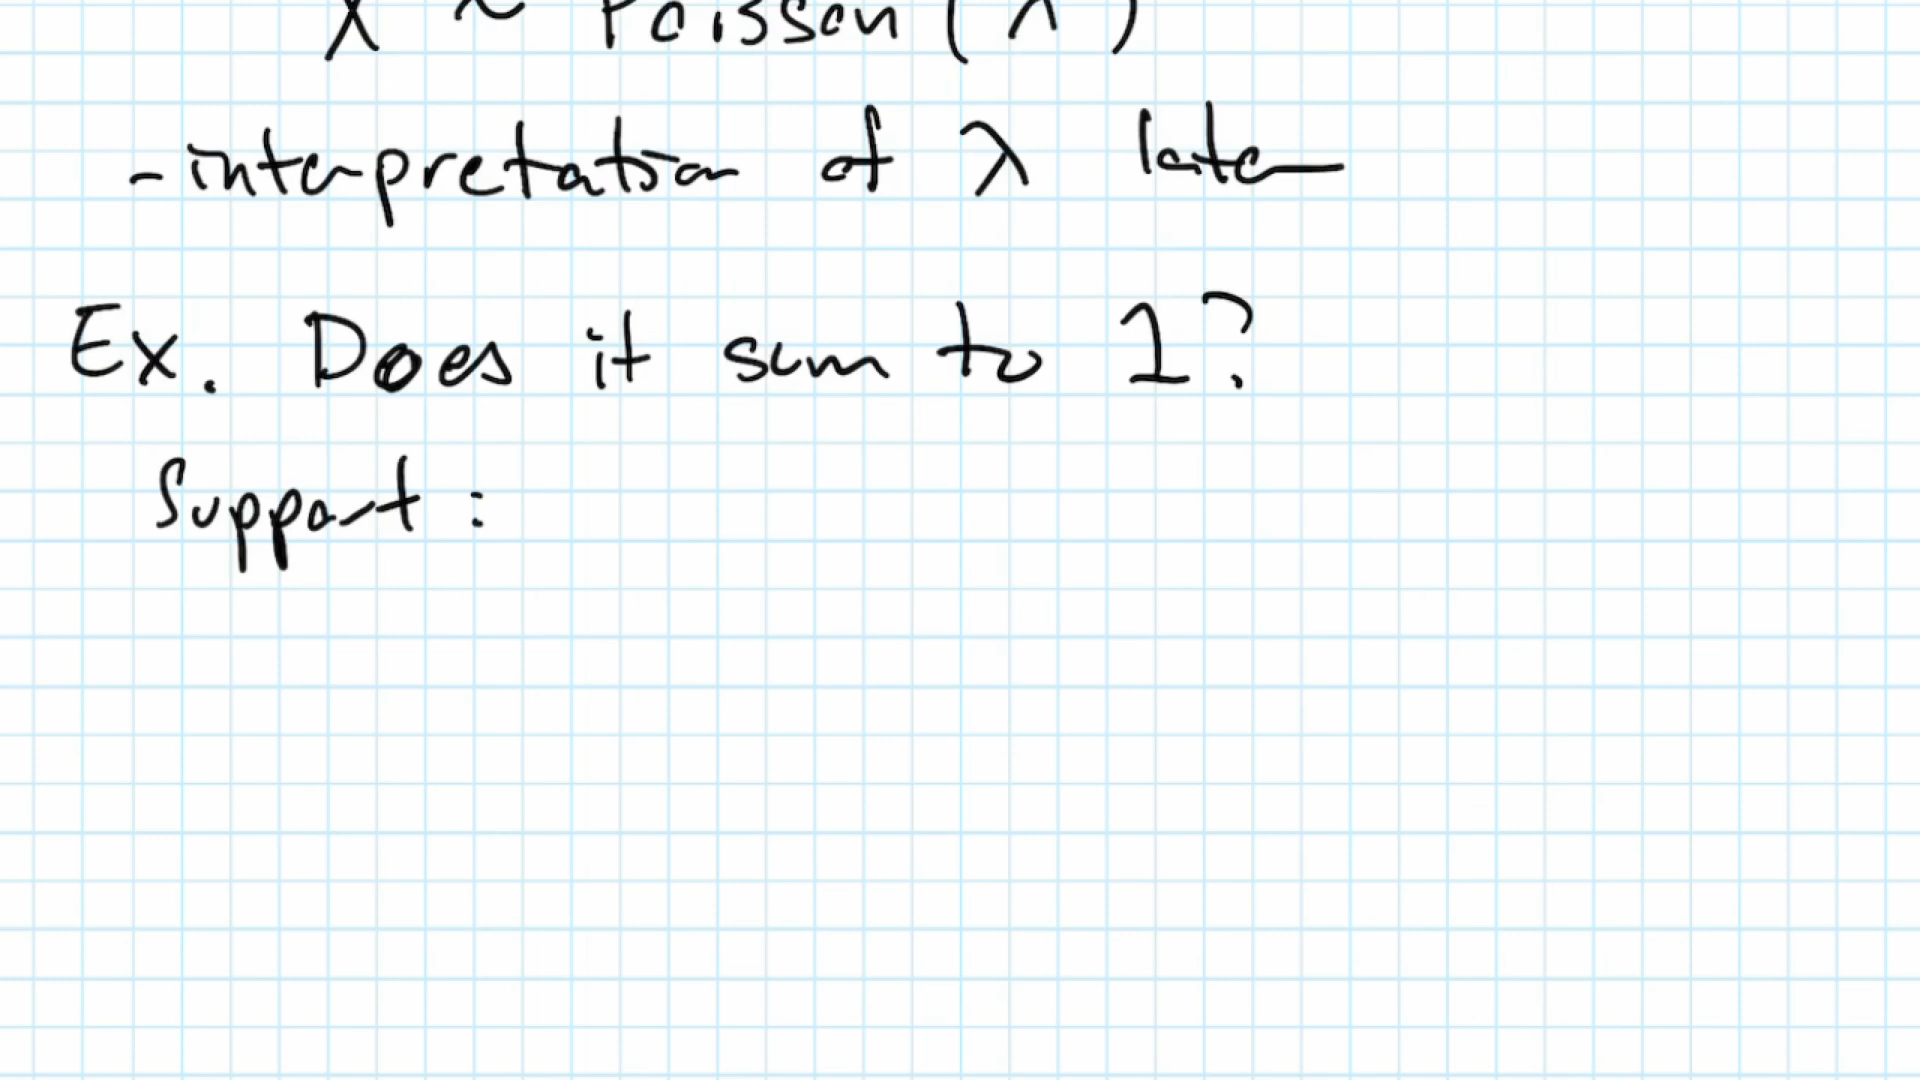 X ~ Poisson (λ)
- interpretation of λ later
Ex. Does it sum to 1?
Support: